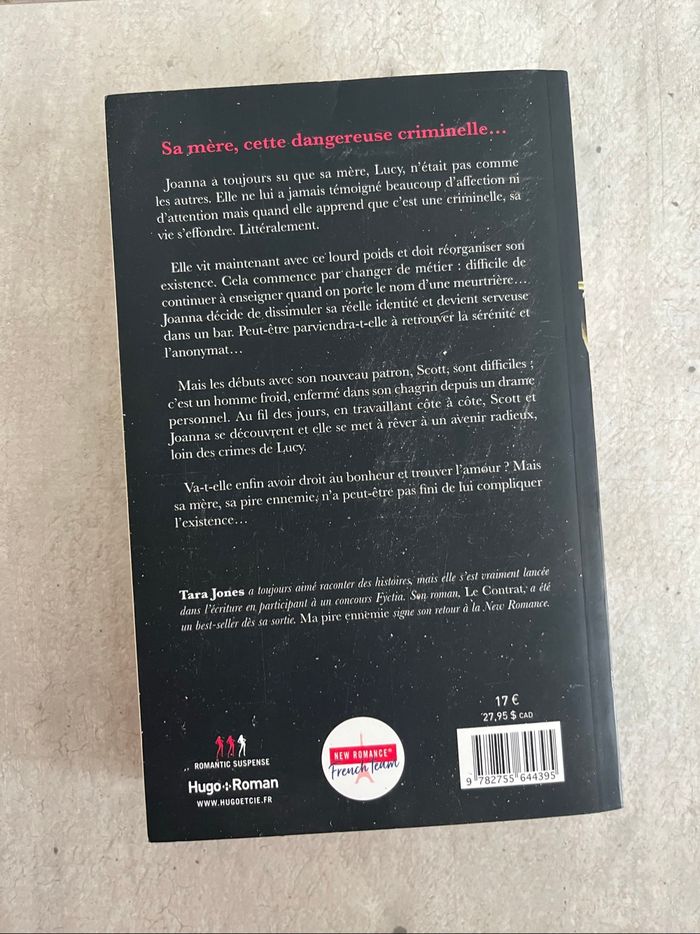 Sa mère, cette dangereuse criminelle…
Joanna a toujours su que sa mère, Lucy, n'était pas comme
les autres. Elle ne lui a jamais témoigné beaucoup d'affection ni
d'attention mais quand elle apprend que c'est une criminelle, sa
vie s'effondre. Littéralement.
Elle vit maintenant avec ce lourd poids et doit réorganiser son
existence. Cela commence par changer de métier : difficile de
continuer à enseigner quand on porte le nom d'une meurtrière…
Joanna décide de dissimuler sa réelle identité et devient serveuse
dans un bar. Peut-être parviendra-t-elle à retrouver la sérénité et
l'anonymat…
Mais les débuts avec son nouveau patron, Scott, sont difficiles ;
c'est un homme froid, enfermé dans son chagrin depuis un drame
personnel. Au fil des jours, en travaillant côte à côte, Scott et
Joanna se découvrent et elle se met à rêver à un avenir radieux,
loin des crimes de Lucy.
Va-t-elle enfin avoir droit au bonheur et trouver l'amour ? Mais
sa mère, sa pire ennemie, n'a peut-être pas fini de lui compliquer
l'existence…
Tara Jones a toujours aimé raconter des histoires, mais elle s'est vraiment lancée
dans l'écriture en participant à un concours Fyctia. Son roman, Le Contrat, a été
un best-seller dès sa sortie. Ma pire ennemie signe son retour à la New Romance.
17 €
27,95 $ CAD
ROMANTIC SUSPENSE
Hugo+Roman
WWW.HUGOETCIE.FR
NEW ROMANCE®
French Team
9 782755 644395